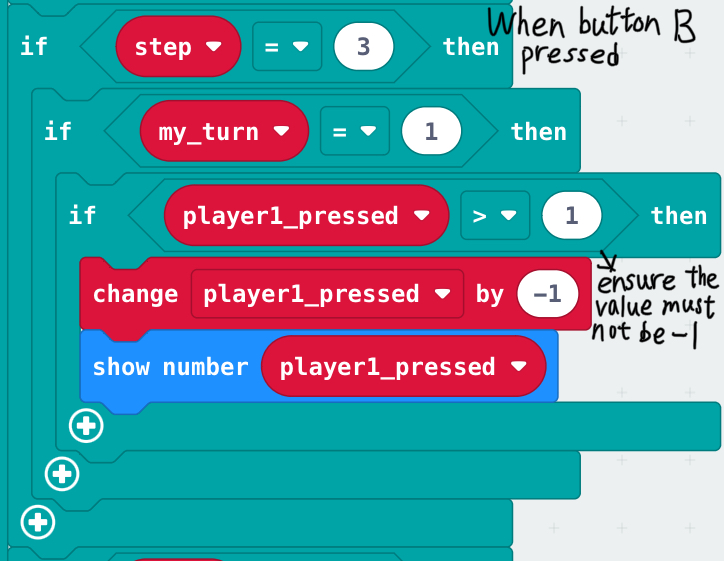 if step = 3 then
When button B
pressed
if my_turn = 1 then
if player1_pressed > 1 then
change player1_pressed by -1
ensure the
value must
not be -1
show number player1_pressed